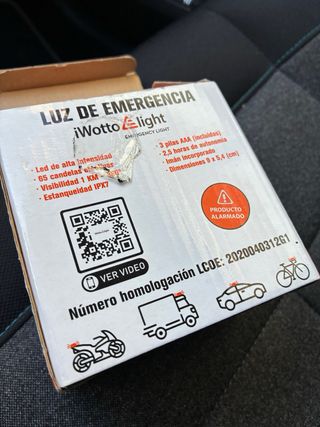 LUZ DE EMERGENCIA
iWotto light
EMERGENCY LIGHT
· Led de alta intensidad
· 65 candelas
· Visibilidad 1 KM
· Estanqueidad IPX7
· 3 pilas AAA (incluidas)
· 2,5 horas de autonomía
· Imán incorporado
· Dimensiones 9 x 5,4 (cm)
PRODUCTO
ALARMADO
VER VIDEO
Número homologación LCOE: 2020040312G1